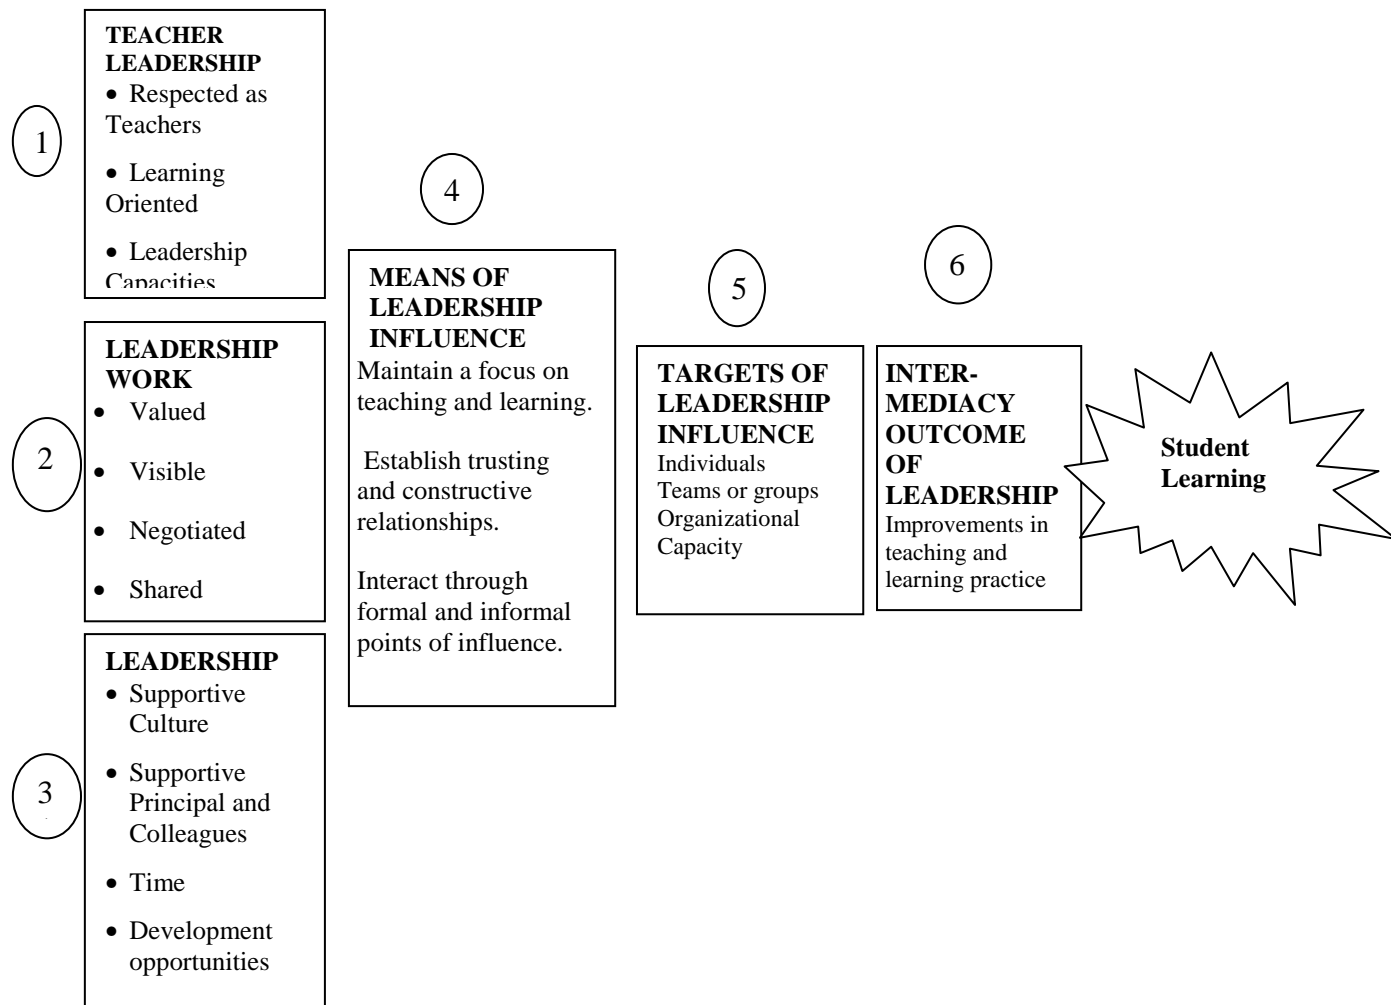 1
TEACHER
LEADERSHIP
• Respected as
Teachers
• Learning
Oriented
• Leadership
Capacities
2
LEADERSHIP
WORK
• Valued
• Visible
• Negotiated
• Shared
3
LEADERSHIP
• Supportive
Culture
• Supportive
Principal and
Colleagues
• Time
• Development
opportunities
4
MEANS OF
LEADERSHIP
INFLUENCE
Maintain a focus on
teaching and learning.
Establish trusting
and constructive
relationships.
Interact through
formal and informal
points of influence.
5
TARGETS OF
LEADERSHIP
INFLUENCE
Individuals
Teams or groups
Organizational
Capacity
6
INTER-
MEDIACY
OUTCOME
OF
LEADERSHIP
Improvements in
teaching and
learning practice
Student
Learning